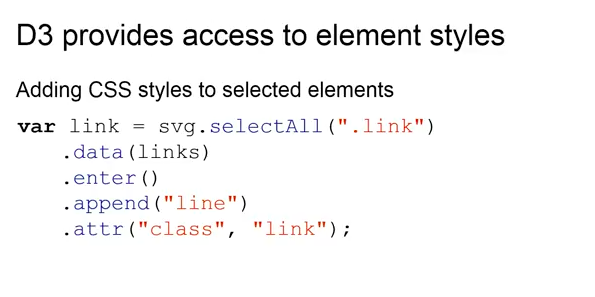 D3 provides access to element styles
Adding CSS styles to selected elements
var link = svg.selectAll(".link")
    .data(links)
    .enter()
    .append("line")
    .attr("class", "link");